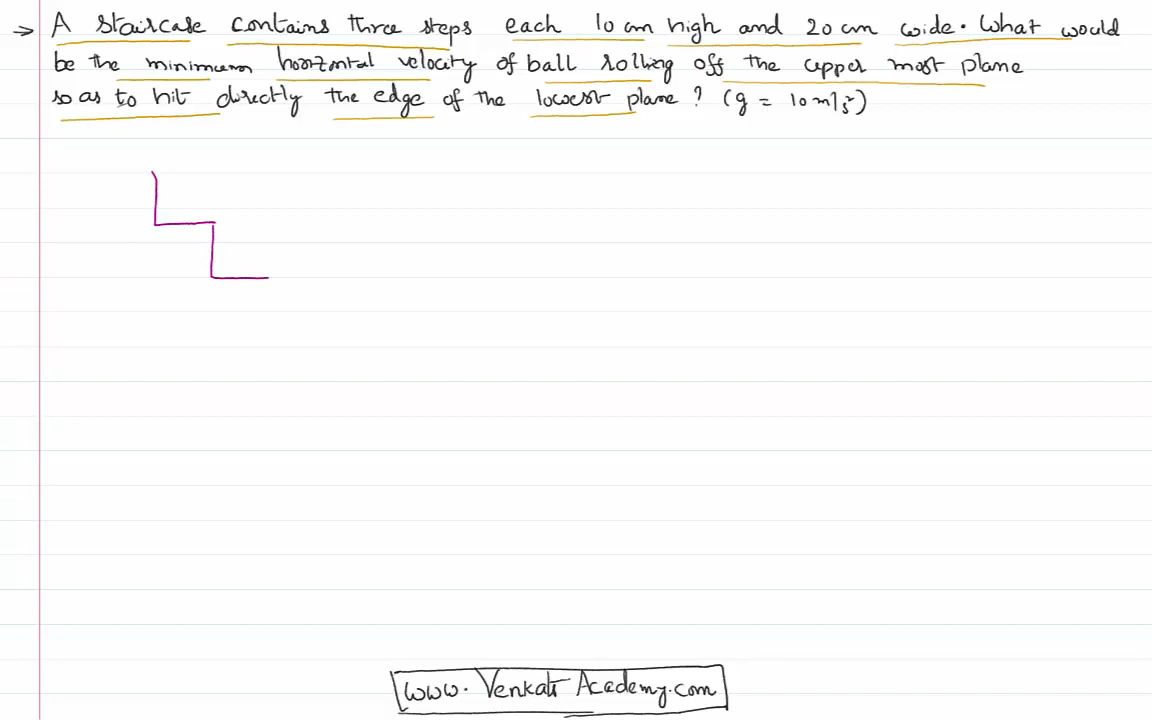 → A staircase contains three steps each 10 cm high and 20 cm wide. What would
be the minimum horizontal velocity of ball rolling off the upper most plane
so as to hit directly the edge of the lowest plane ? (g = 10 m/s²)
www. Venkats Academy.com